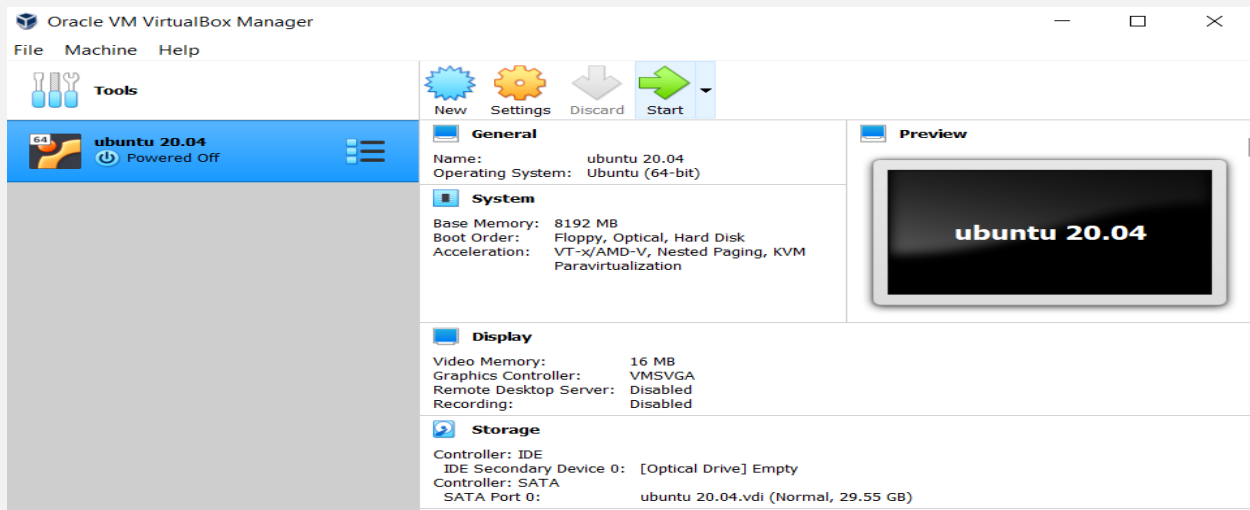 Oracle VM VirtualBox Manager
File Machine Help
Tools
New Settings Discard Start
64
ubuntu 20.04
Powered Off
General
Name: ubuntu 20.04
Operating System: Ubuntu (64-bit)
System
Base Memory: 8192 MB
Boot Order: Floppy, Optical, Hard Disk
Acceleration: VT-x/AMD-V, Nested Paging, KVM
Paravirtualization
Preview
ubuntu 20.04
Display
Video Memory: 16 MB
Graphics Controller: VMSVGA
Remote Desktop Server: Disabled
Recording: Disabled
Storage
Controller: IDE
IDE Secondary Device 0: [Optical Drive] Empty
Controller: SATA
SATA Port 0: ubuntu 20.04.vdi (Normal, 29.55 GB)